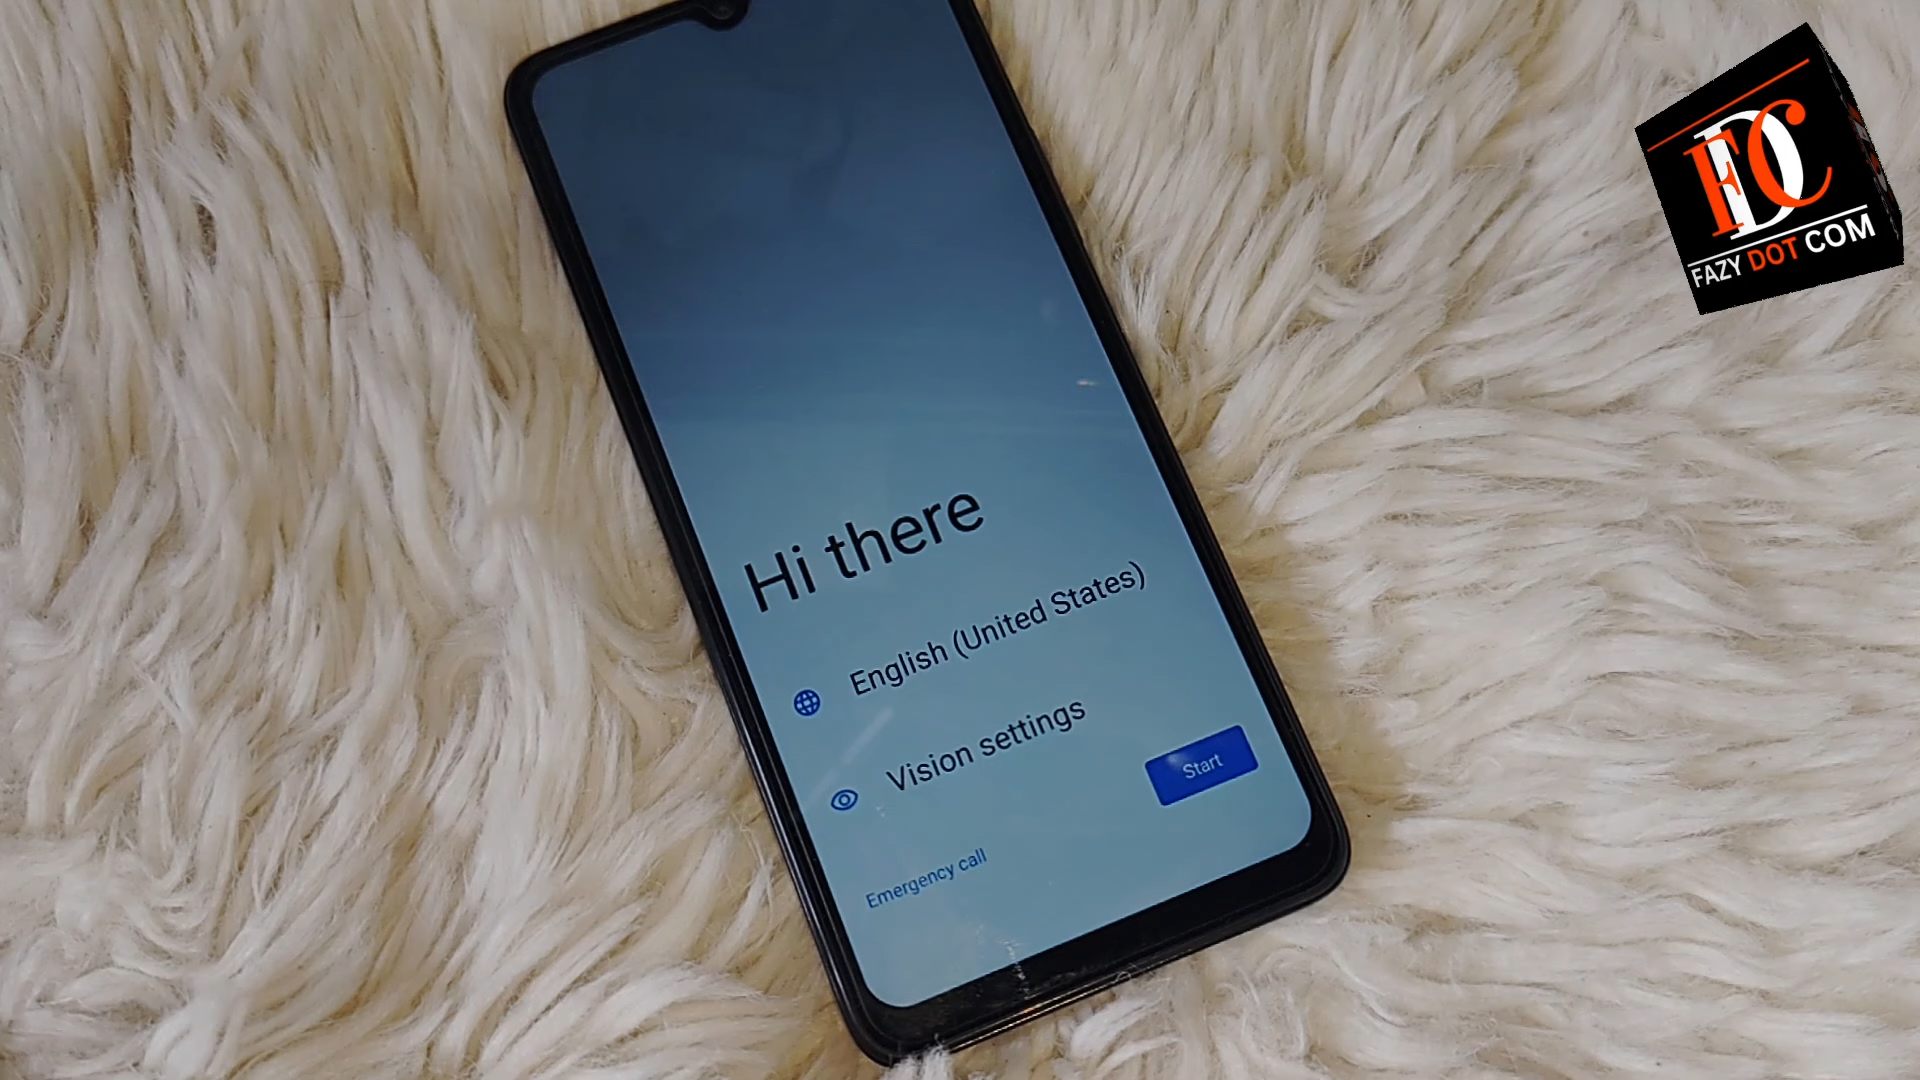 Hi there
English (United States)
Vision settings
Start
Emergency call
FDC
FAZY DOT COM